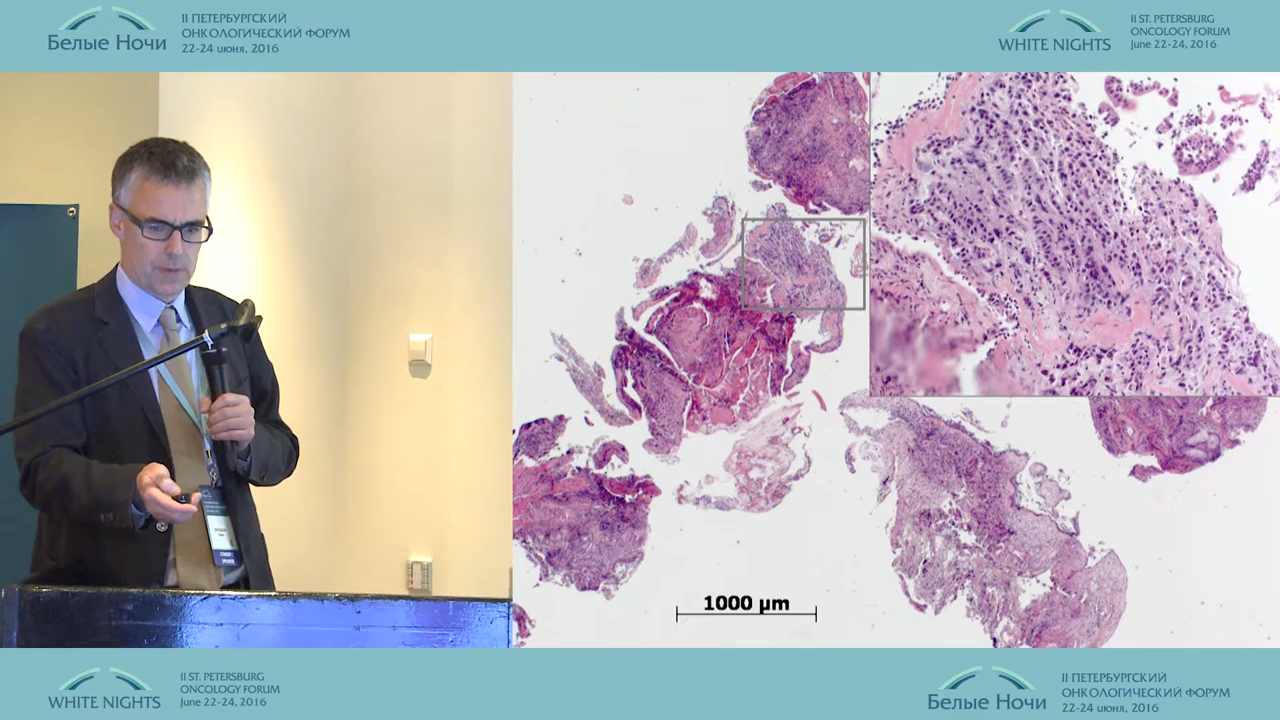 Белые Ночи
II ПЕТЕРБУРГСКИЙ
ОНКОЛОГИЧЕСКИЙ ФОРУМ
22-24 июня, 2016
WHITE NIGHTS
II ST. PETERSBURG
ONCOLOGY FORUM
June 22-24, 2016
1000 µm
WHITE NIGHTS
II ST. PETERSBURG
ONCOLOGY FORUM
June 22-24, 2016
Белые Ночи
II ПЕТЕРБУРГСКИЙ
ОНКОЛОГИЧЕСКИЙ ФОРУМ
22-24 июня, 2016